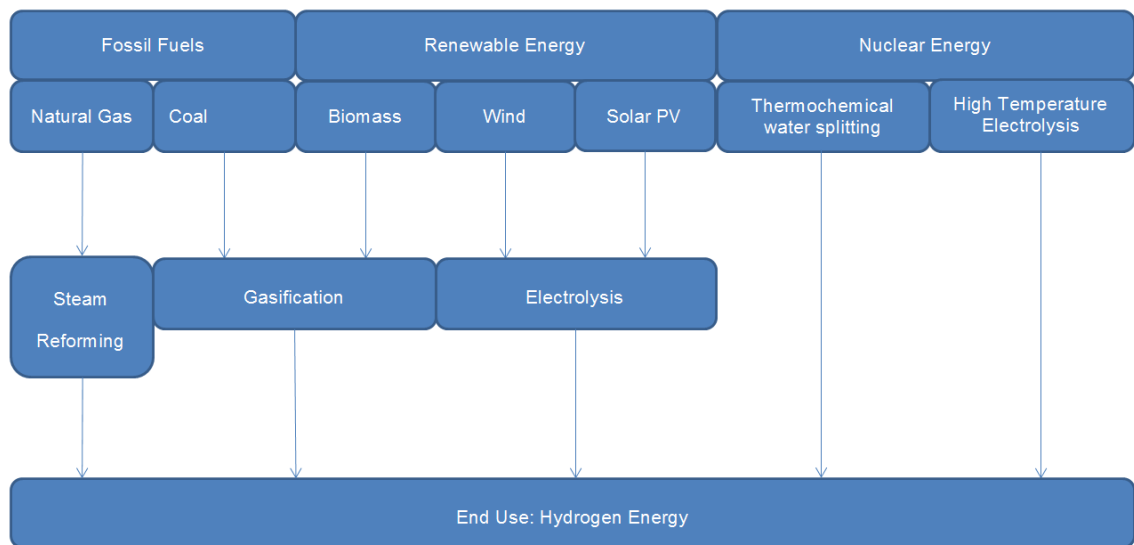 Fossil Fuels
Renewable Energy
Nuclear Energy
Natural Gas
Coal
Biomass
Wind
Solar PV
Thermochemical
water splitting
High Temperature
Electrolysis
Steam
Reforming
Gasification
Electrolysis
End Use: Hydrogen Energy